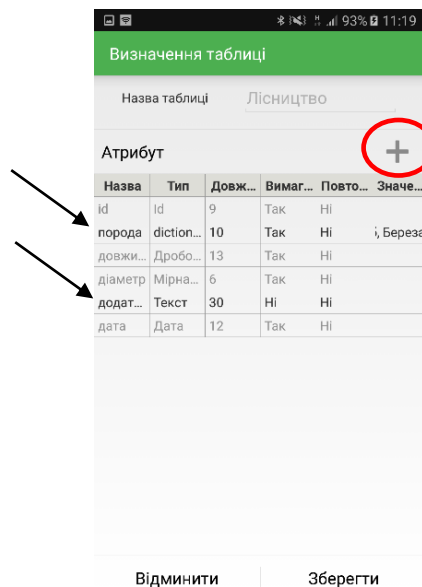 93% 11:19
Визначення таблиці
Назва таблиці Лісництво
Атрибут
Назва Тип Довж... Вимаг... Повто... Значе...
id Id 9 Так Ні
порода diction... 10 Так Ні , Береза
довжи... Дробо... 13 Так Ні
діаметр Мірна... 6 Так Ні
додат... Текст 30 Ні Ні
дата Дата 12 Так Ні
Відминити Зберегти